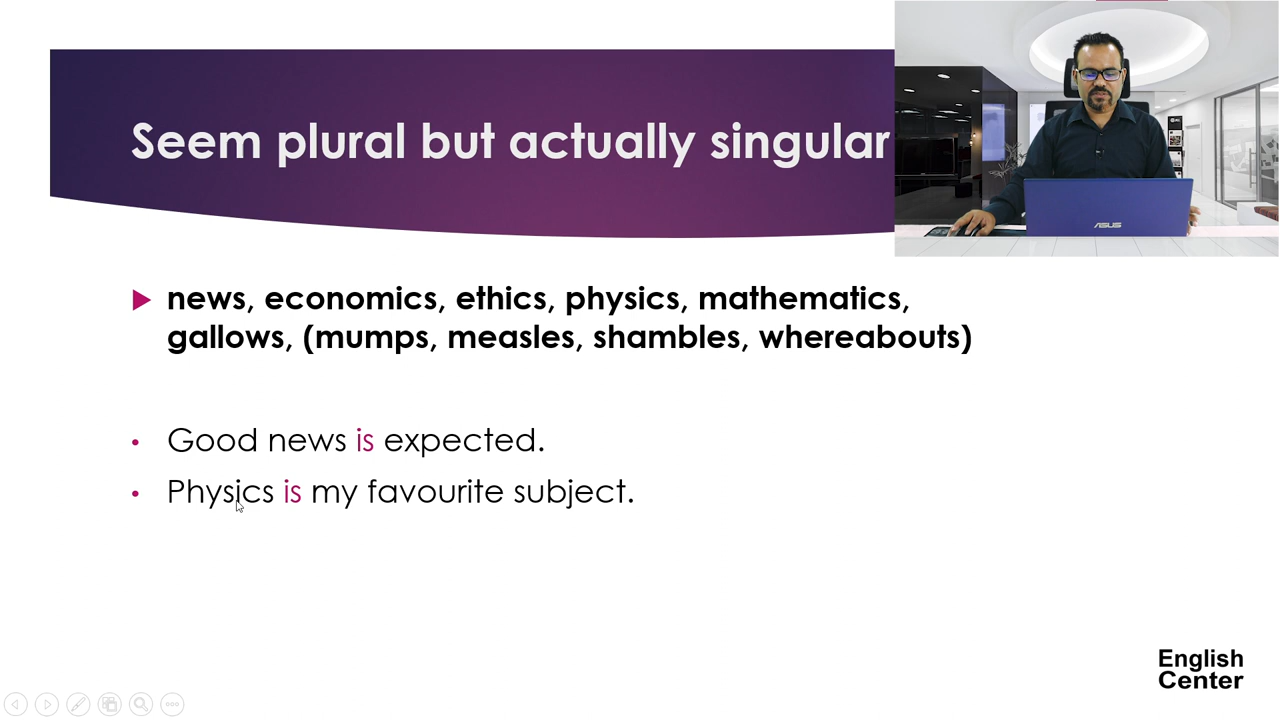 Seem plural but actually singular
news, economics, ethics, physics, mathematics,
gallows, (mumps, measles, shambles, whereabouts)
Good news is expected.
Physics is my favourite subject.
ASUS
English
Center